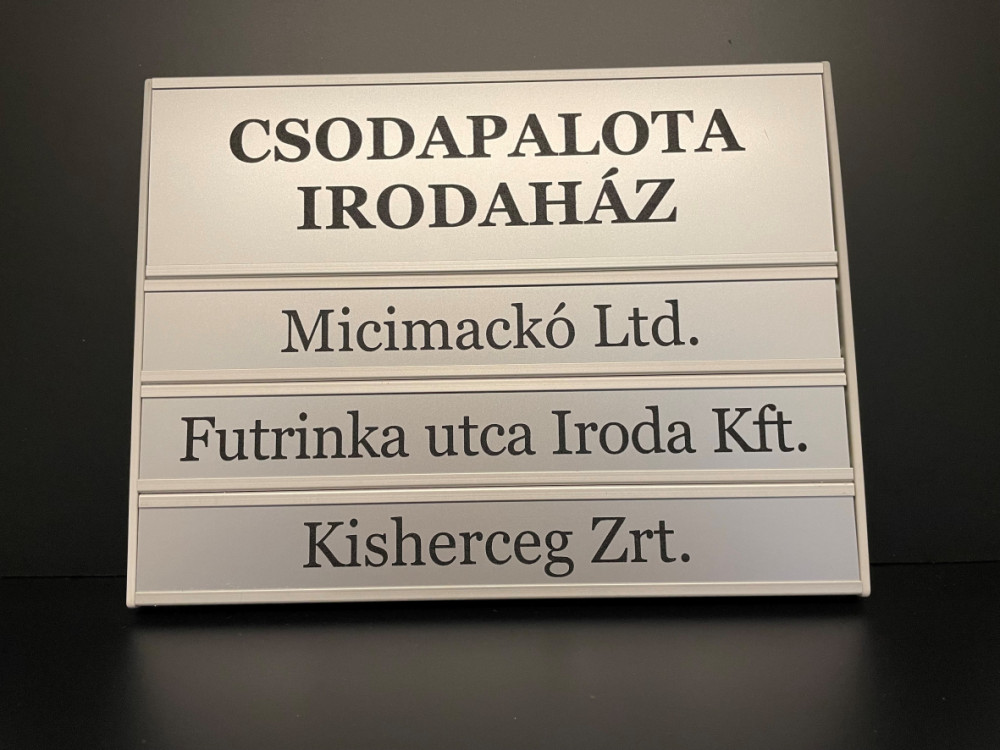 CSODAPALOTA
IRODAHÁZ
Micimackó Ltd.
Futrinka utca Iroda Kft.
Kisherceg Zrt.